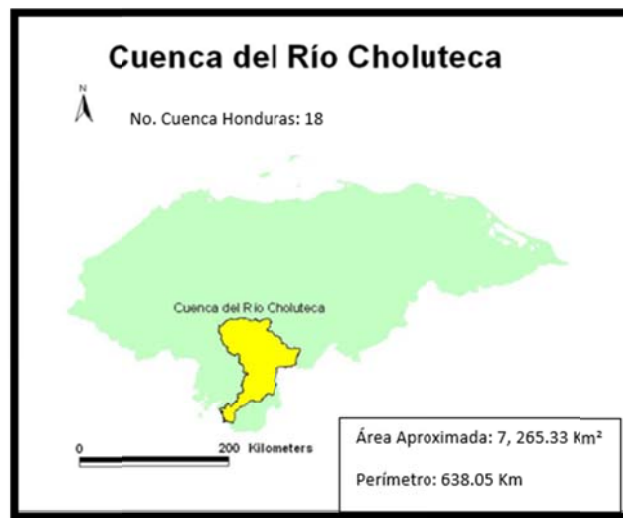 Cuenca del Río Choluteca
N
No. Cuenca Honduras: 18
Cuenca del Río Choluteca
0 200 Kilometers
Área Aproximada: 7, 265.33 Km²
Perímetro: 638.05 Km